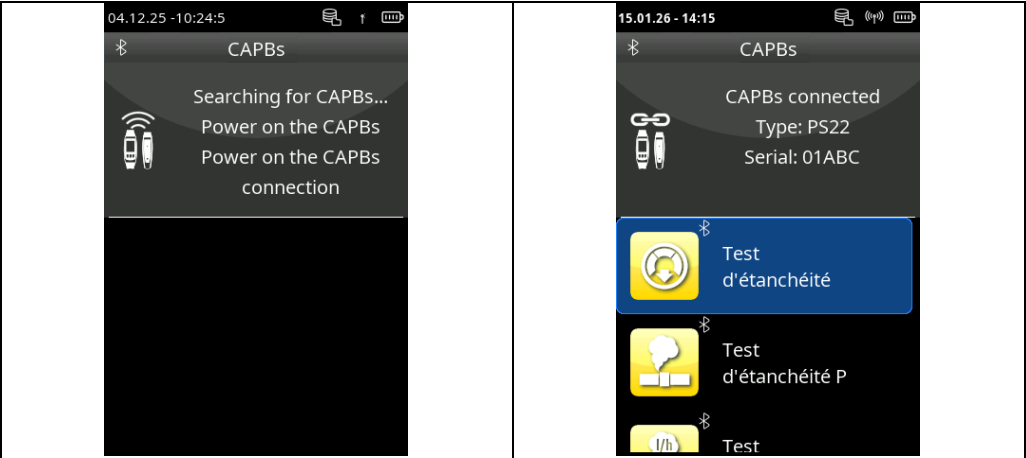 04.12.25 -10:24:5
CAPBs
Searching for CAPBs...
Power on the CAPBs
Power on the CAPBs
connection
15.01.26 - 14:15
CAPBs
CAPBs connected
Type: PS22
Serial: 01ABC
Test
d'étanchéité
Test
d'étanchéité P
l/h
Test